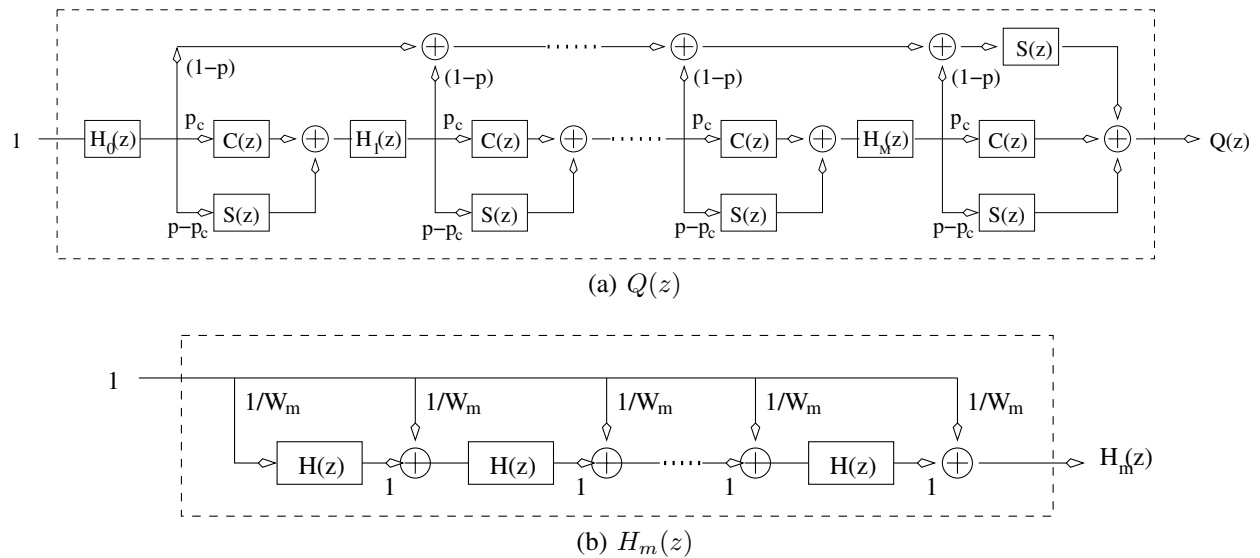 (1−p) (1−p) (1−p) (1−p) S(z)
1 H0(z) pc C(z) H1(z) pc C(z) pc C(z) HM(z) pc C(z) Q(z)
S(z) S(z) S(z) S(z)
p−pc p−pc p−pc p−pc
(a) Q(z)
1
1/Wm 1/Wm 1/Wm 1/Wm 1/Wm
H(z) H(z) H(z) Hm(z)
1 1 1 1
(b) Hm(z)